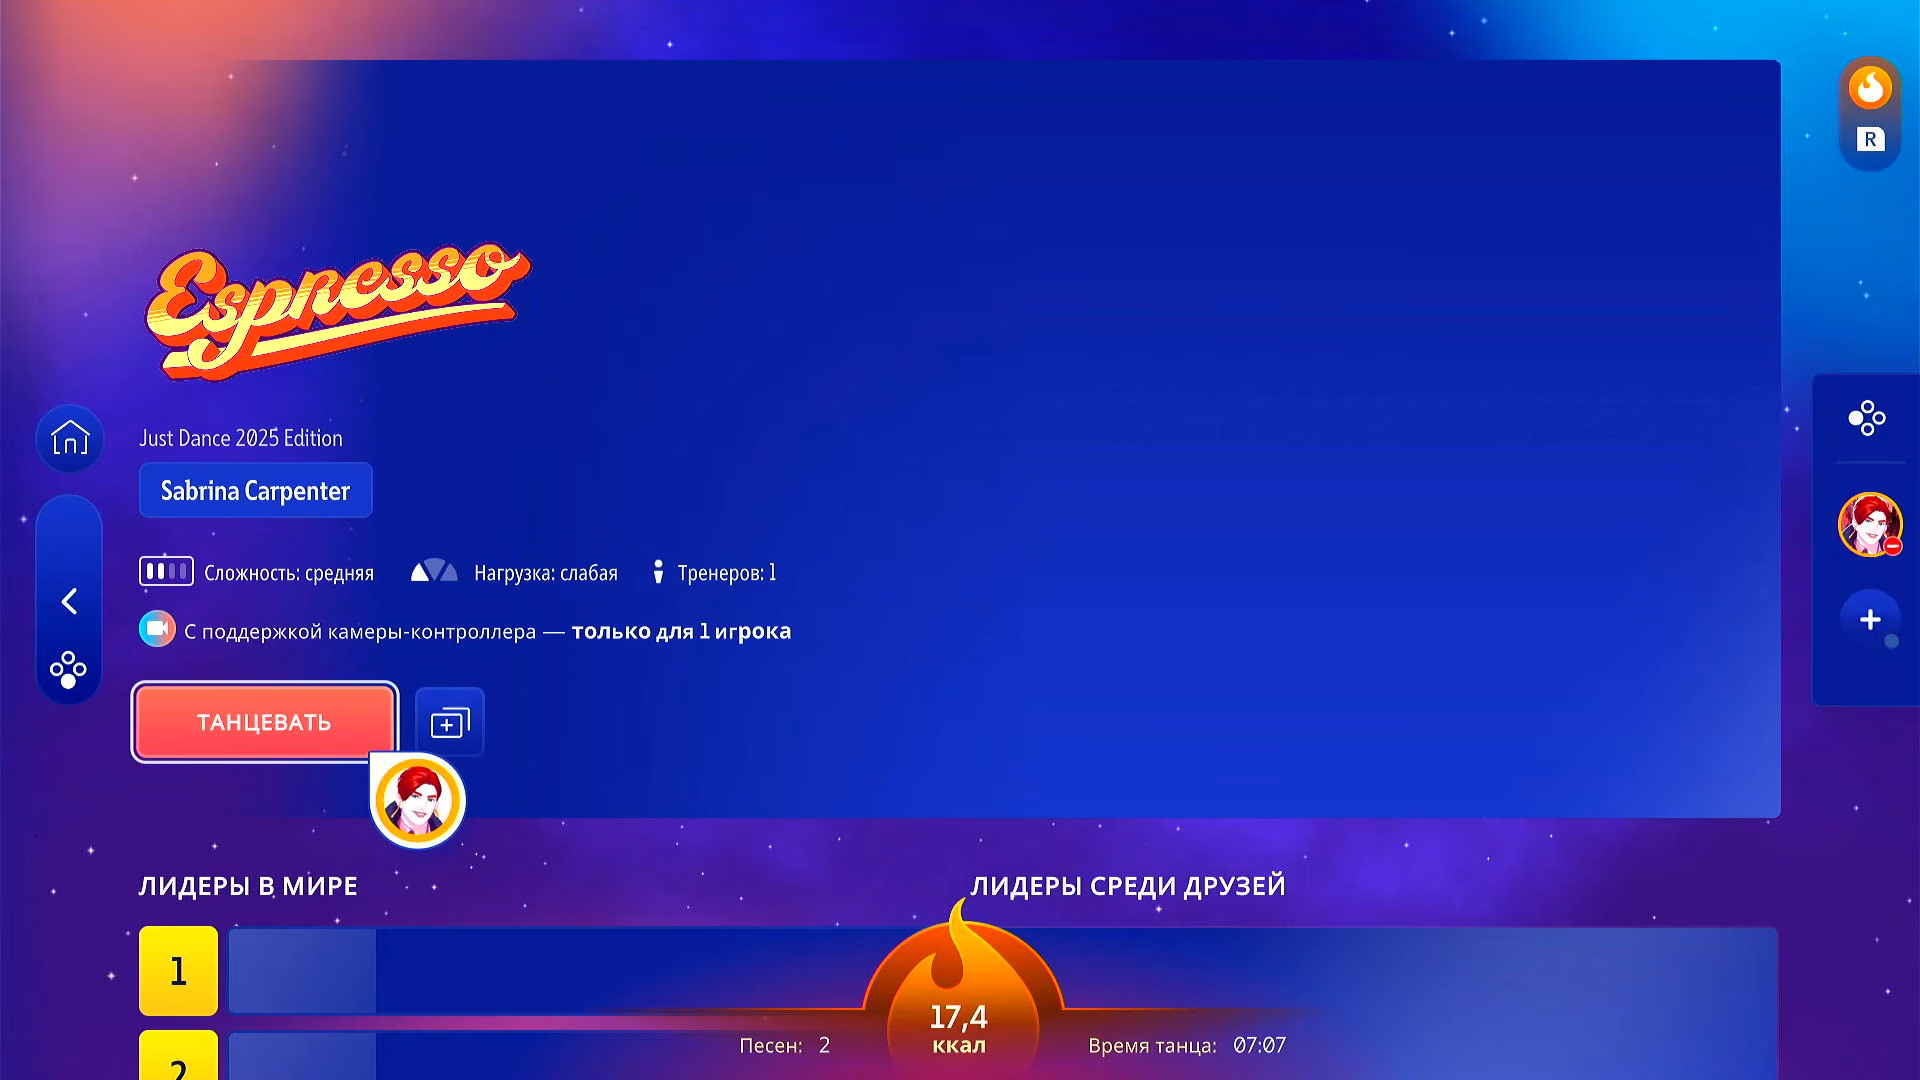 R
Espresso
Just Dance 2025 Edition
Sabrina Carpenter
Сложность: средняя
Нагрузка: слабая
Тренеров: 1
С поддержкой камеры-контроллера — только для 1 игрока
ТАНЦЕВАТЬ
ЛИДЕРЫ В МИРЕ
ЛИДЕРЫ СРЕДИ ДРУЗЕЙ
1
17,4
ккал
Песен: 2
Время танца: 07:07
2